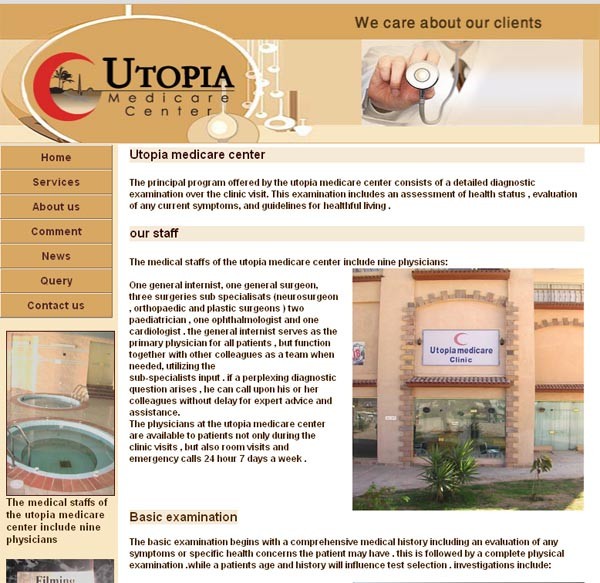 We care about our clients
UTOPIA
Medicare
Center
Home
Services
About us
Comment
News
Query
Contact us
The medical staffs of
the utopia medicare
center include nine
physicians
Filming
Utopia medicare center
The principal program offered by the utopia medicare center consists of a detailed diagnostic
examination over the clinic visit. This examination includes an assessment of health status , evaluation
of any current symptoms, and guidelines for healthful living .
our staff
The medical staffs of the utopia medicare center include nine physicians:
One general internist, one general surgeon,
three surgeries sub specialisats (neurosurgeon
, orthopaedic and plastic surgeons ) two
paediatrician , one ophthalmologist and one
cardiologist . the general internist serves as the
primary physician for all patients , but function
together with other colleagues as a team when
needed, utilizing the
sub-specialists input . if a perplexing diagnostic
question arises , he can call upon his or her
colleagues without delay for expert advice and
assistance.
The physicians at the utopia medicare center
are available to patients not only during the
clinic visits , but also room visits and
emergency calls 24 hour 7 days a week .
Utopia medicare
Clinic
Basic examination
The basic examination begins with a comprehensive medical history including an evaluation of any
symptoms or specific health concerns the patient may have . this is followed by a complete physical
examination .while a patients age and history will influence test selection . investigations include: